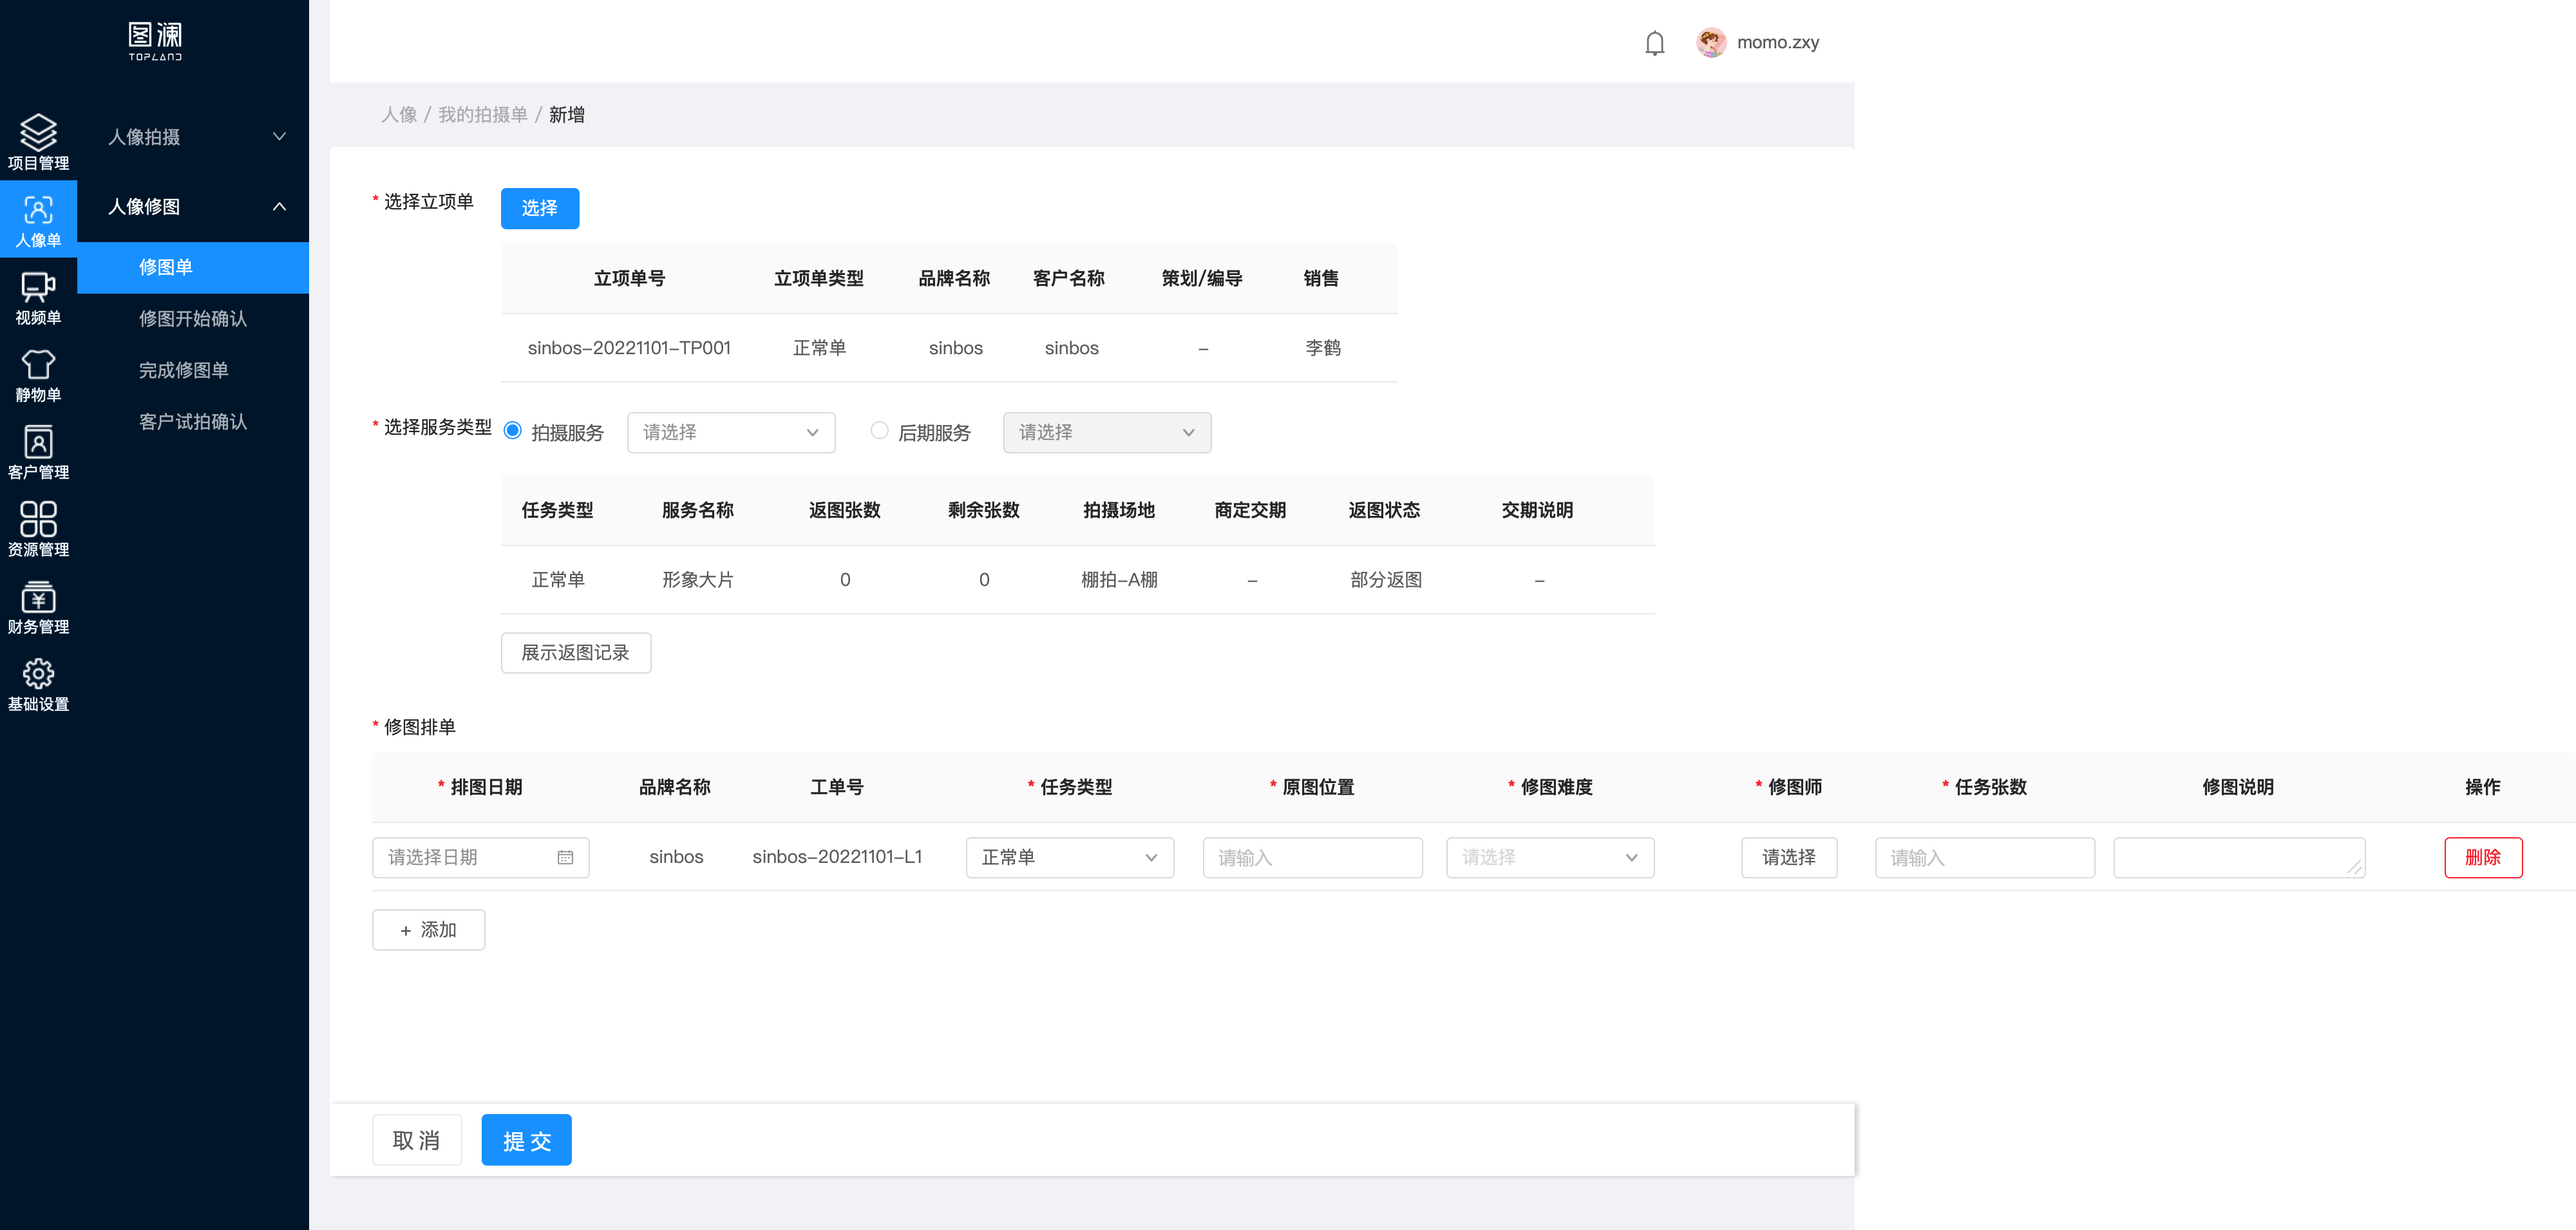 图澜
TOPLAND
momo.zxy
项目管理
人像单
视频单
静物单
客户管理
资源管理
财务管理
基础设置
人像拍摄
人像修图
修图单
修图开始确认
完成修图单
客户试拍确认
人像 / 我的拍摄单 / 新增
* 选择立项单 选择
立项单号 立项单类型 品牌名称 客户名称 策划/编导 销售
sinbos-20221101-TP001 正常单 sinbos sinbos - 李鹤
* 选择服务类型 拍摄服务 请选择 后期服务 请选择
任务类型 服务名称 返图张数 剩余张数 拍摄场地 商定交期 返图状态 交期说明
正常单 形象大片 0 0 棚拍-A棚 - 部分返图 -
展示返图记录
* 修图排单
* 排图日期 品牌名称 工单号 * 任务类型 * 原图位置 * 修图难度 * 修图师 * 任务张数 修图说明 操作
请选择日期 sinbos sinbos-20221101-L1 正常单 请输入 请选择 请选择 请输入 删除
+ 添加
取 消 提 交